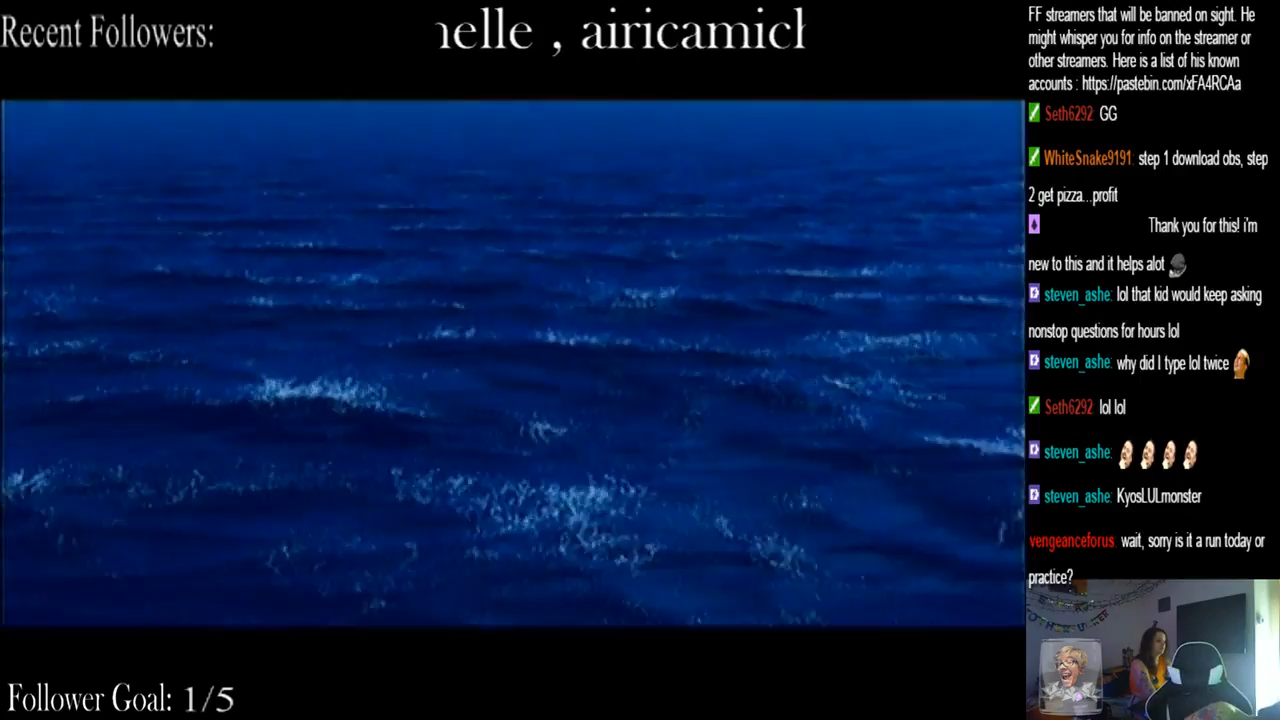 Recent Followers:
nelle , airicamich
FF streamers that will be banned on sight. He
might whisper you for info on the streamer or
other streamers. Here is a list of his known
accounts : https://pastebin.com/xFA4RCAa
Seth6292: GG
WhiteSnake9191: step 1 download obs, step
2 get pizza...profit
Thank you for this! i'm
new to this and it helps alot
steven_ashe: lol that kid would keep asking
nonstop questions for hours lol
steven_ashe: why did I type lol twice
Seth6292: lol lol
steven_ashe:
steven_ashe: KyosLULmonster
vengeanceforus: wait, sorry is it a run today or
practice?
Follower Goal: 1/5